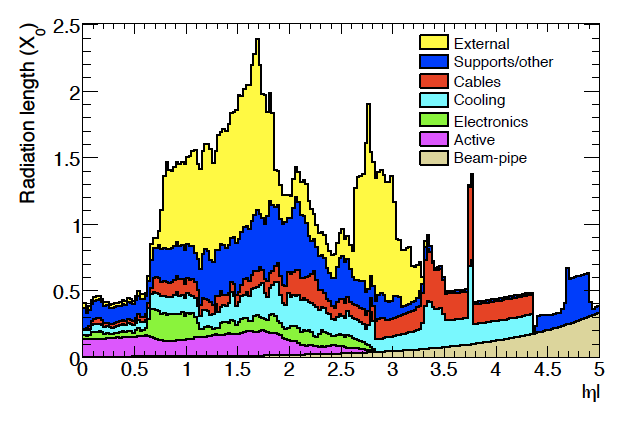 Radiation length (X0)
2.5
2
1.5
1
0.5
0
External
Supports/other
Cables
Cooling
Electronics
Active
Beam-pipe
0 0.5 1 1.5 2 2.5 3 3.5 4 4.5 5
|η|